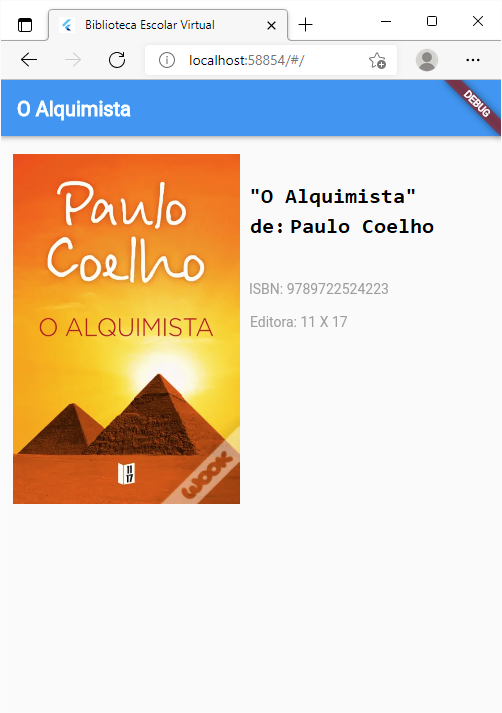 Biblioteca Escolar Virtual
localhost:58854/#/
O Alquimista
DEBUG
Paulo
Coelho
O ALQUIMISTA
11
17
WOOK
"O Alquimista"
de: Paulo Coelho
ISBN: 9789722524223
Editora: 11 X 17